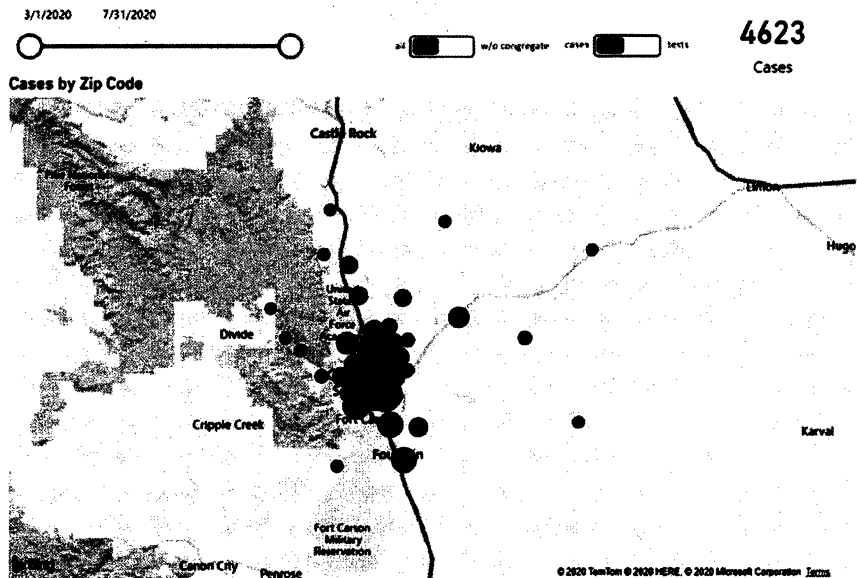 3/1/2020 7/31/2020
all w/o congregate cases tests
4623
Cases
Cases by Zip Code
Castle Rock
Kiowa
Limon
Hugo
Air
Force
Divide
Cripple Creek
Karval
Fort Carson
Military
Reservation
Canon City
Penrose
© 2020 TomTom © 2020 HERE, © 2020 Microsoft Corporation Terms